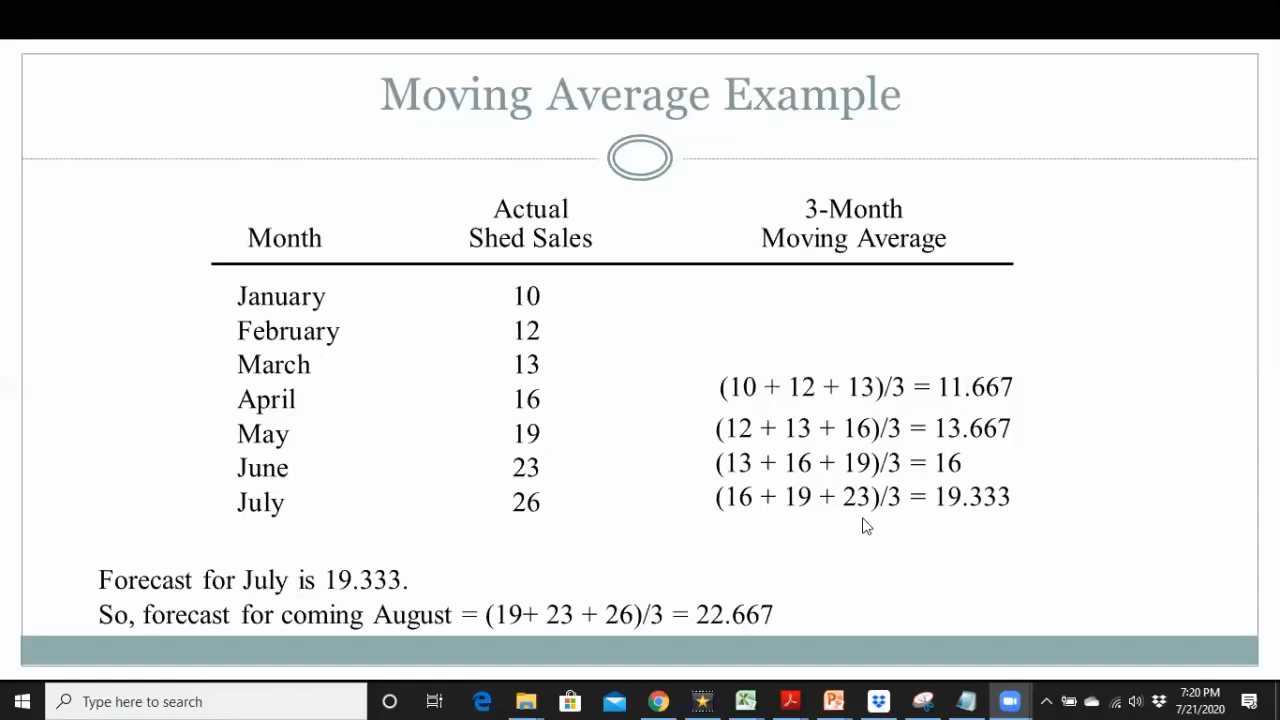 Moving Average Example
Actual 3-Month
Month Shed Sales Moving Average
January 10
February 12
March 13
(10 + 12 + 13)/3 = 11.667
April 16
May 19 (12 + 13 + 16)/3 = 13.667
June 23 (13 + 16 + 19)/3 = 16
July 26 (16 + 19 + 23)/3 = 19.333
Forecast for July is 19.333.
So, forecast for coming August = (19+ 23 + 26)/3 = 22.667
Type here to search
7:20 PM
7/21/2020